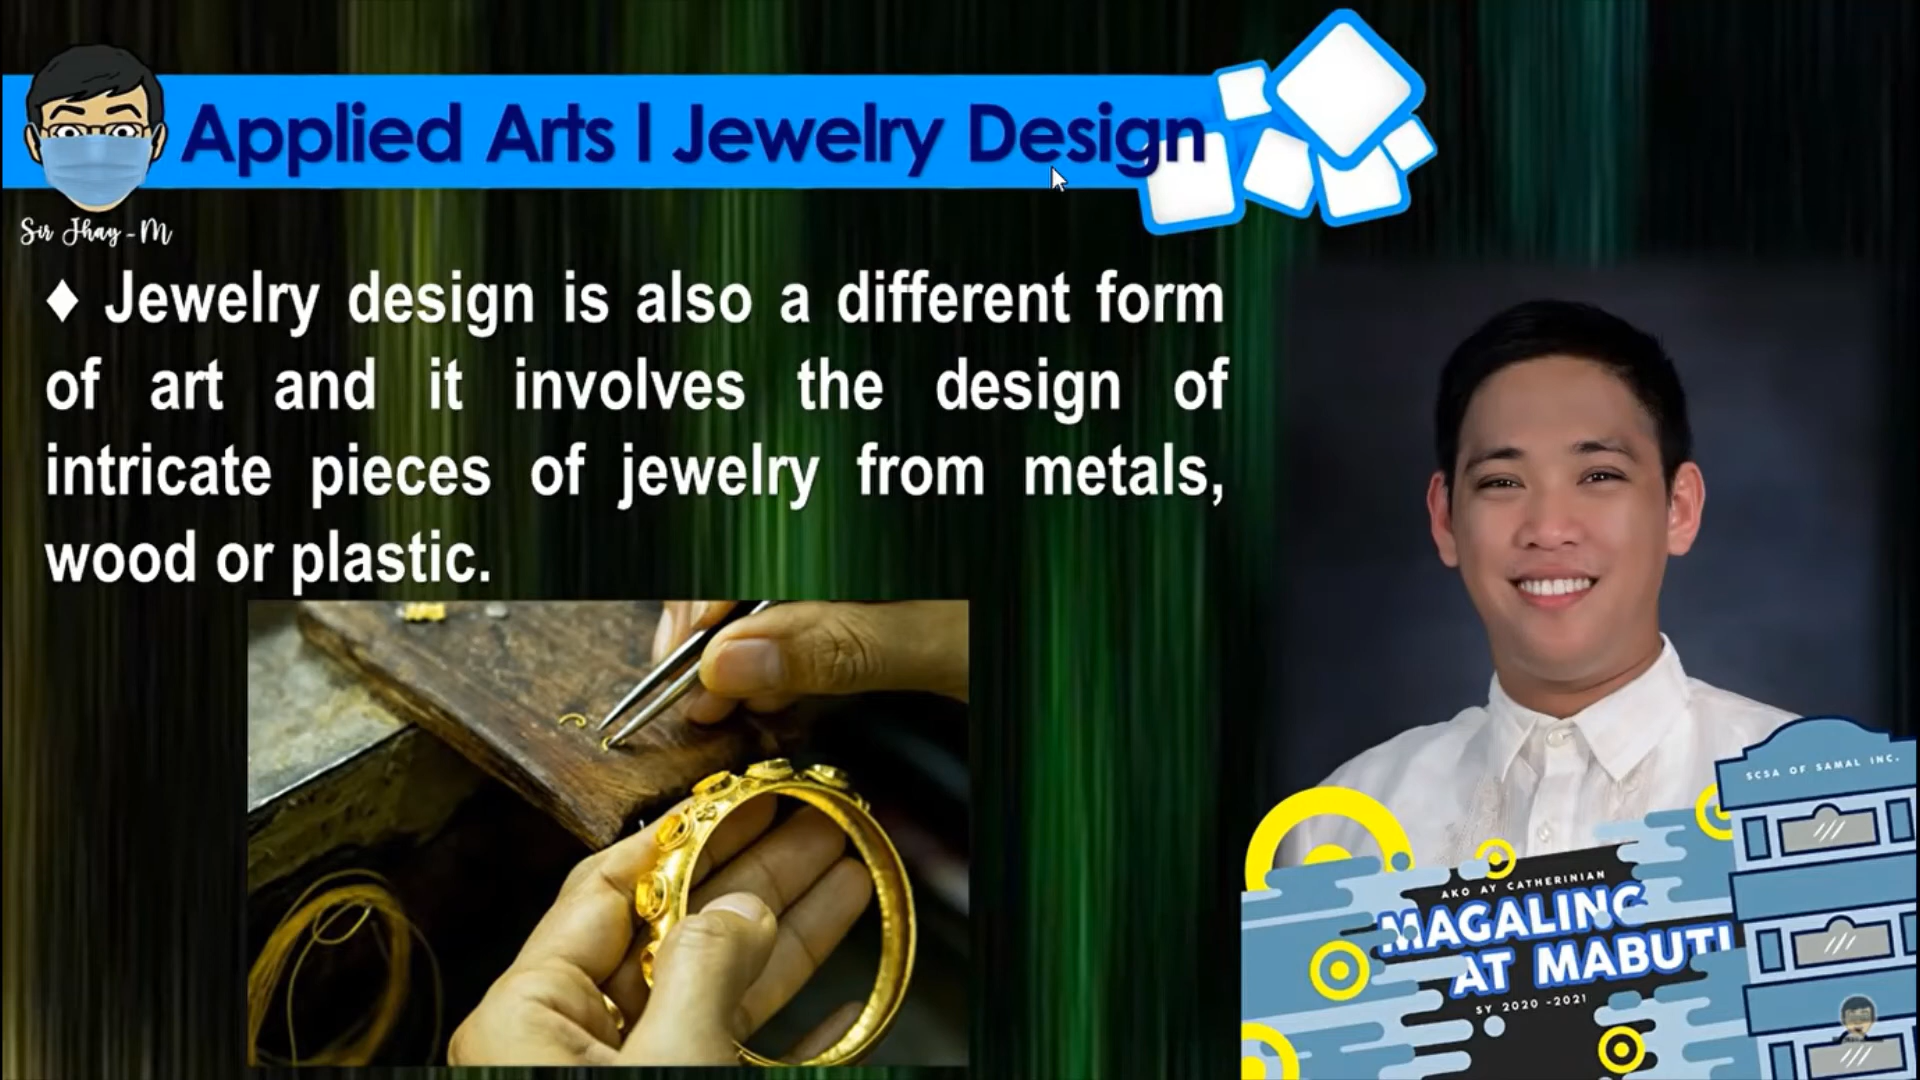 Applied Arts I Jewelry Design
Sir Jhay-M
♦ Jewelry design is also a different form
of art and it involves the design of
intricate pieces of jewelry from metals,
wood or plastic.
SCSA OF SAMAL INC.
AKO AY CATHERINIAN
MAGALING
AT MABUTI
SY 2020 -2021